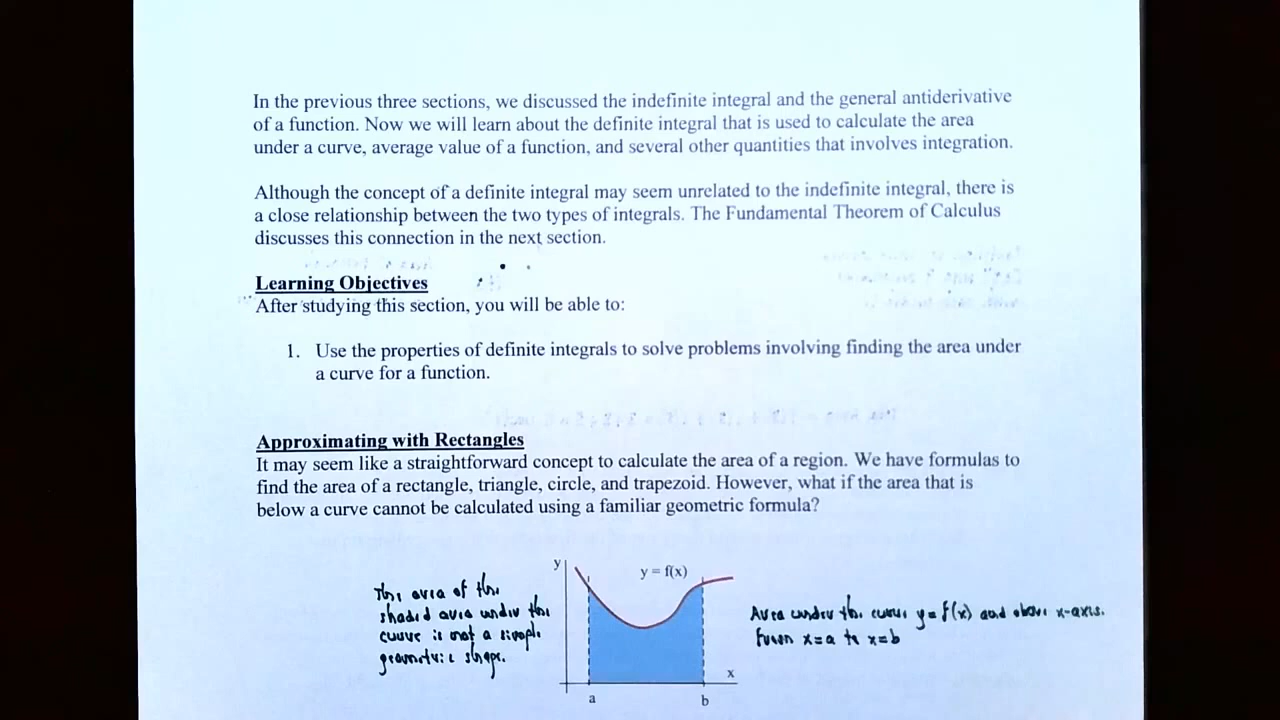 In the previous three sections, we discussed the indefinite integral and the general antiderivative
of a function. Now we will learn about the definite integral that is used to calculate the area
under a curve, average value of a function, and several other quantities that involves integration.
Although the concept of a definite integral may seem unrelated to the indefinite integral, there is
a close relationship between the two types of integrals. The Fundamental Theorem of Calculus
discusses this connection in the next section.
Learning Objectives
After studying this section, you will be able to:
1. Use the properties of definite integrals to solve problems involving finding the area under
a curve for a function.
Approximating with Rectangles
It may seem like a straightforward concept to calculate the area of a region. We have formulas to
find the area of a rectangle, triangle, circle, and trapezoid. However, what if the area that is
below a curve cannot be calculated using a familiar geometric formula?
The area of the
shaded area under the
curve is not a simple
geometric shape.
y
y = f(x)
x
a
b
Area under the curve y=f(x) and above x-axis.
from x=a to x=b